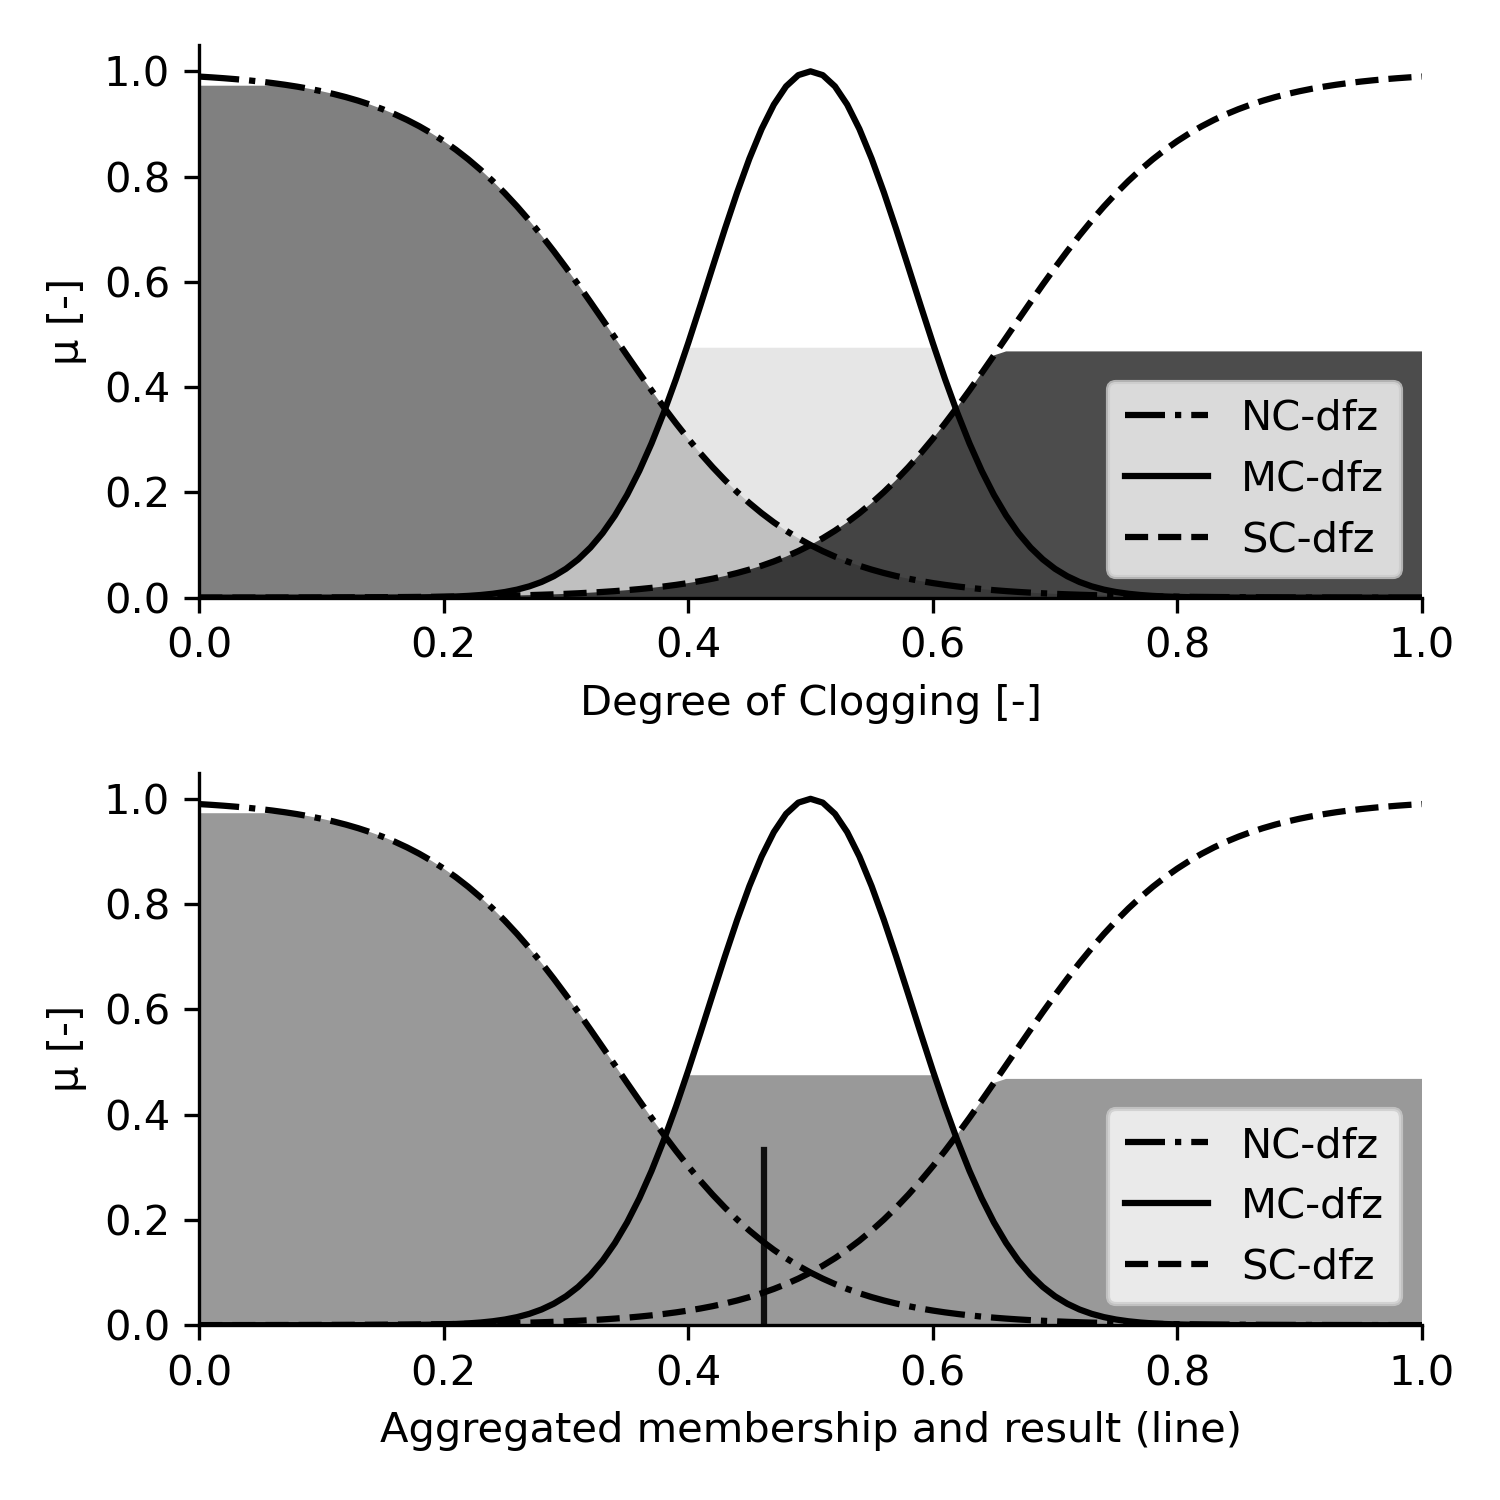 1.0
0.8
0.6
0.4
0.2
0.0
µ [-]
NC-dfz
MC-dfz
SC-dfz
0.0 0.2 0.4 0.6 0.8 1.0
Degree of Clogging [-]
1.0
0.8
0.6
0.4
0.2
0.0
µ [-]
NC-dfz
MC-dfz
SC-dfz
0.0 0.2 0.4 0.6 0.8 1.0
Aggregated membership and result (line)